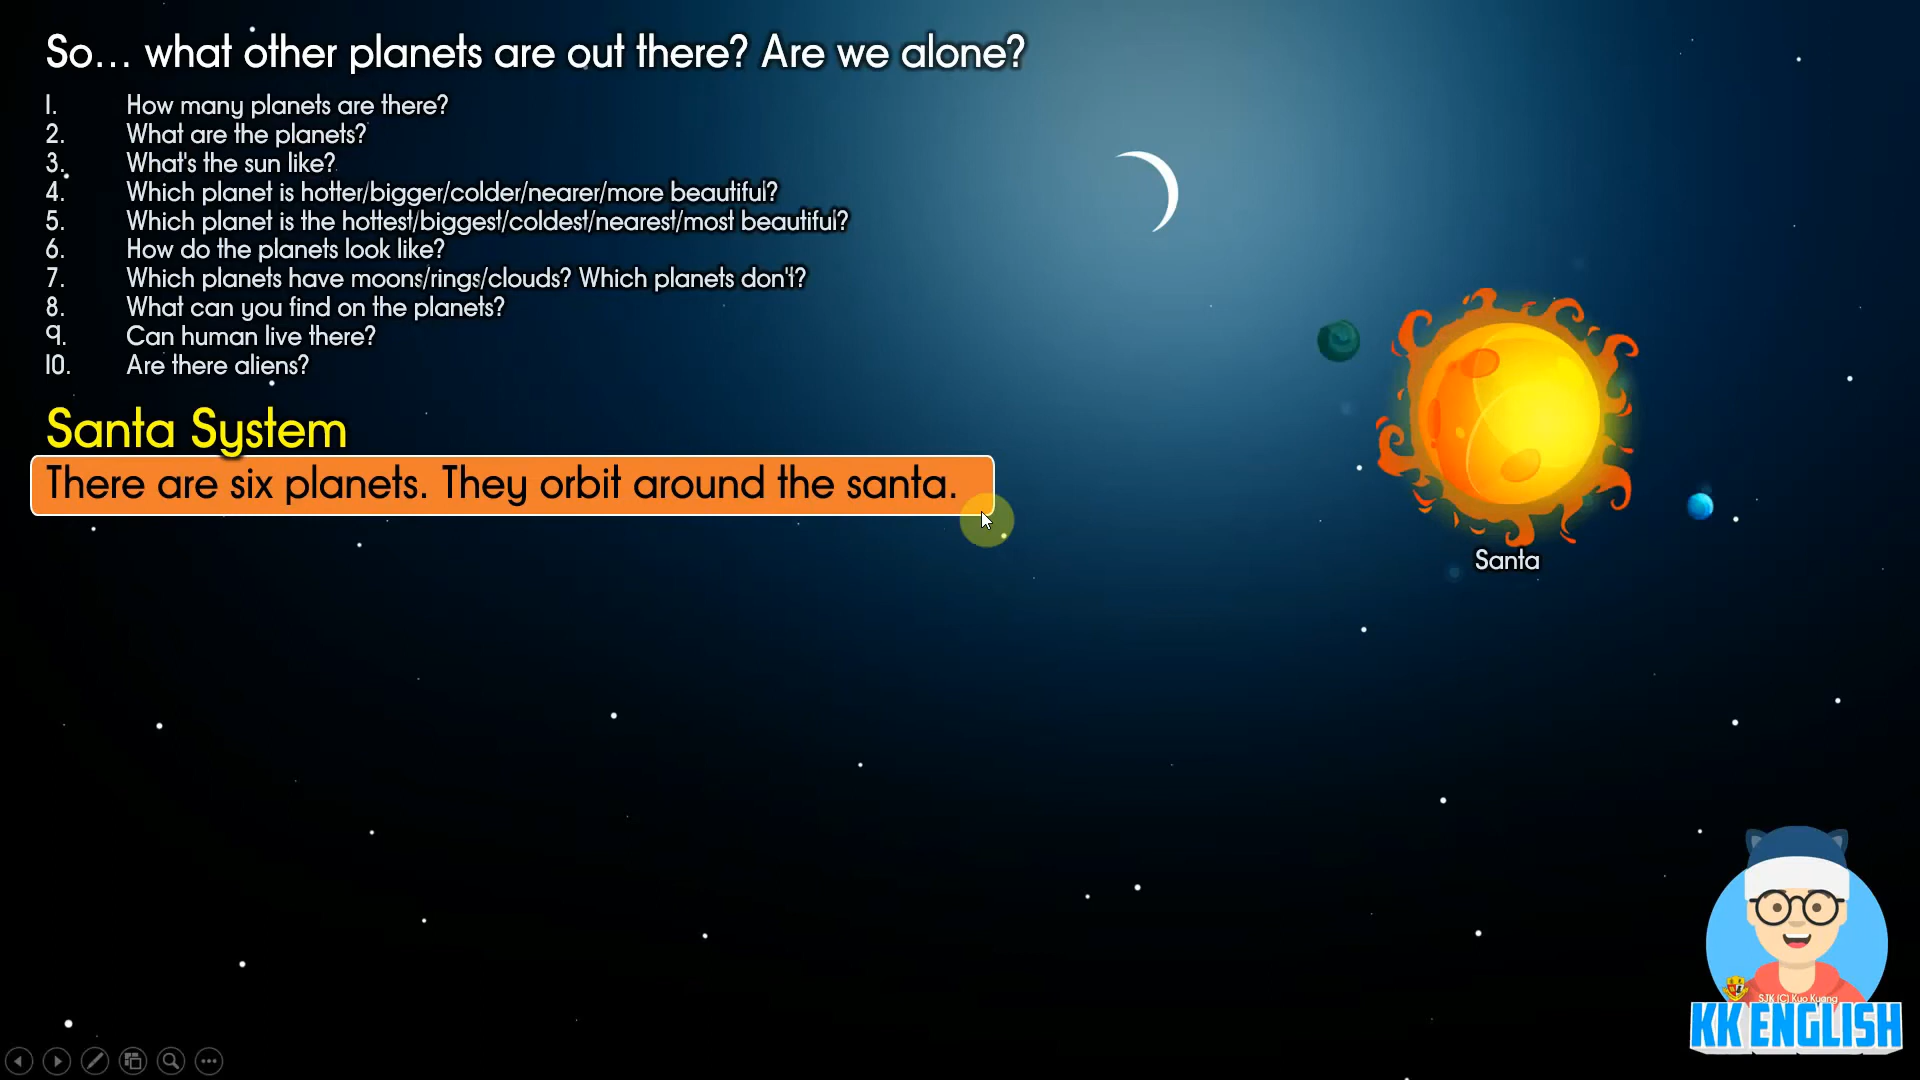 So... what other planets are out there? Are we alone?
1. How many planets are there?
2. What are the planets?
3. What's the sun like?
4. Which planet is hotter/bigger/colder/nearer/more beautiful?
5. Which planet is the hottest/biggest/coldest/nearest/most beautiful?
6. How do the planets look like?
7. Which planets have moons/rings/clouds? Which planets don't?
8. What can you find on the planets?
9. Can human live there?
10. Are there aliens?
Santa System
There are six planets. They orbit around the santa.
Santa
SJK (C) Kuo Kuang
KK ENGLISH